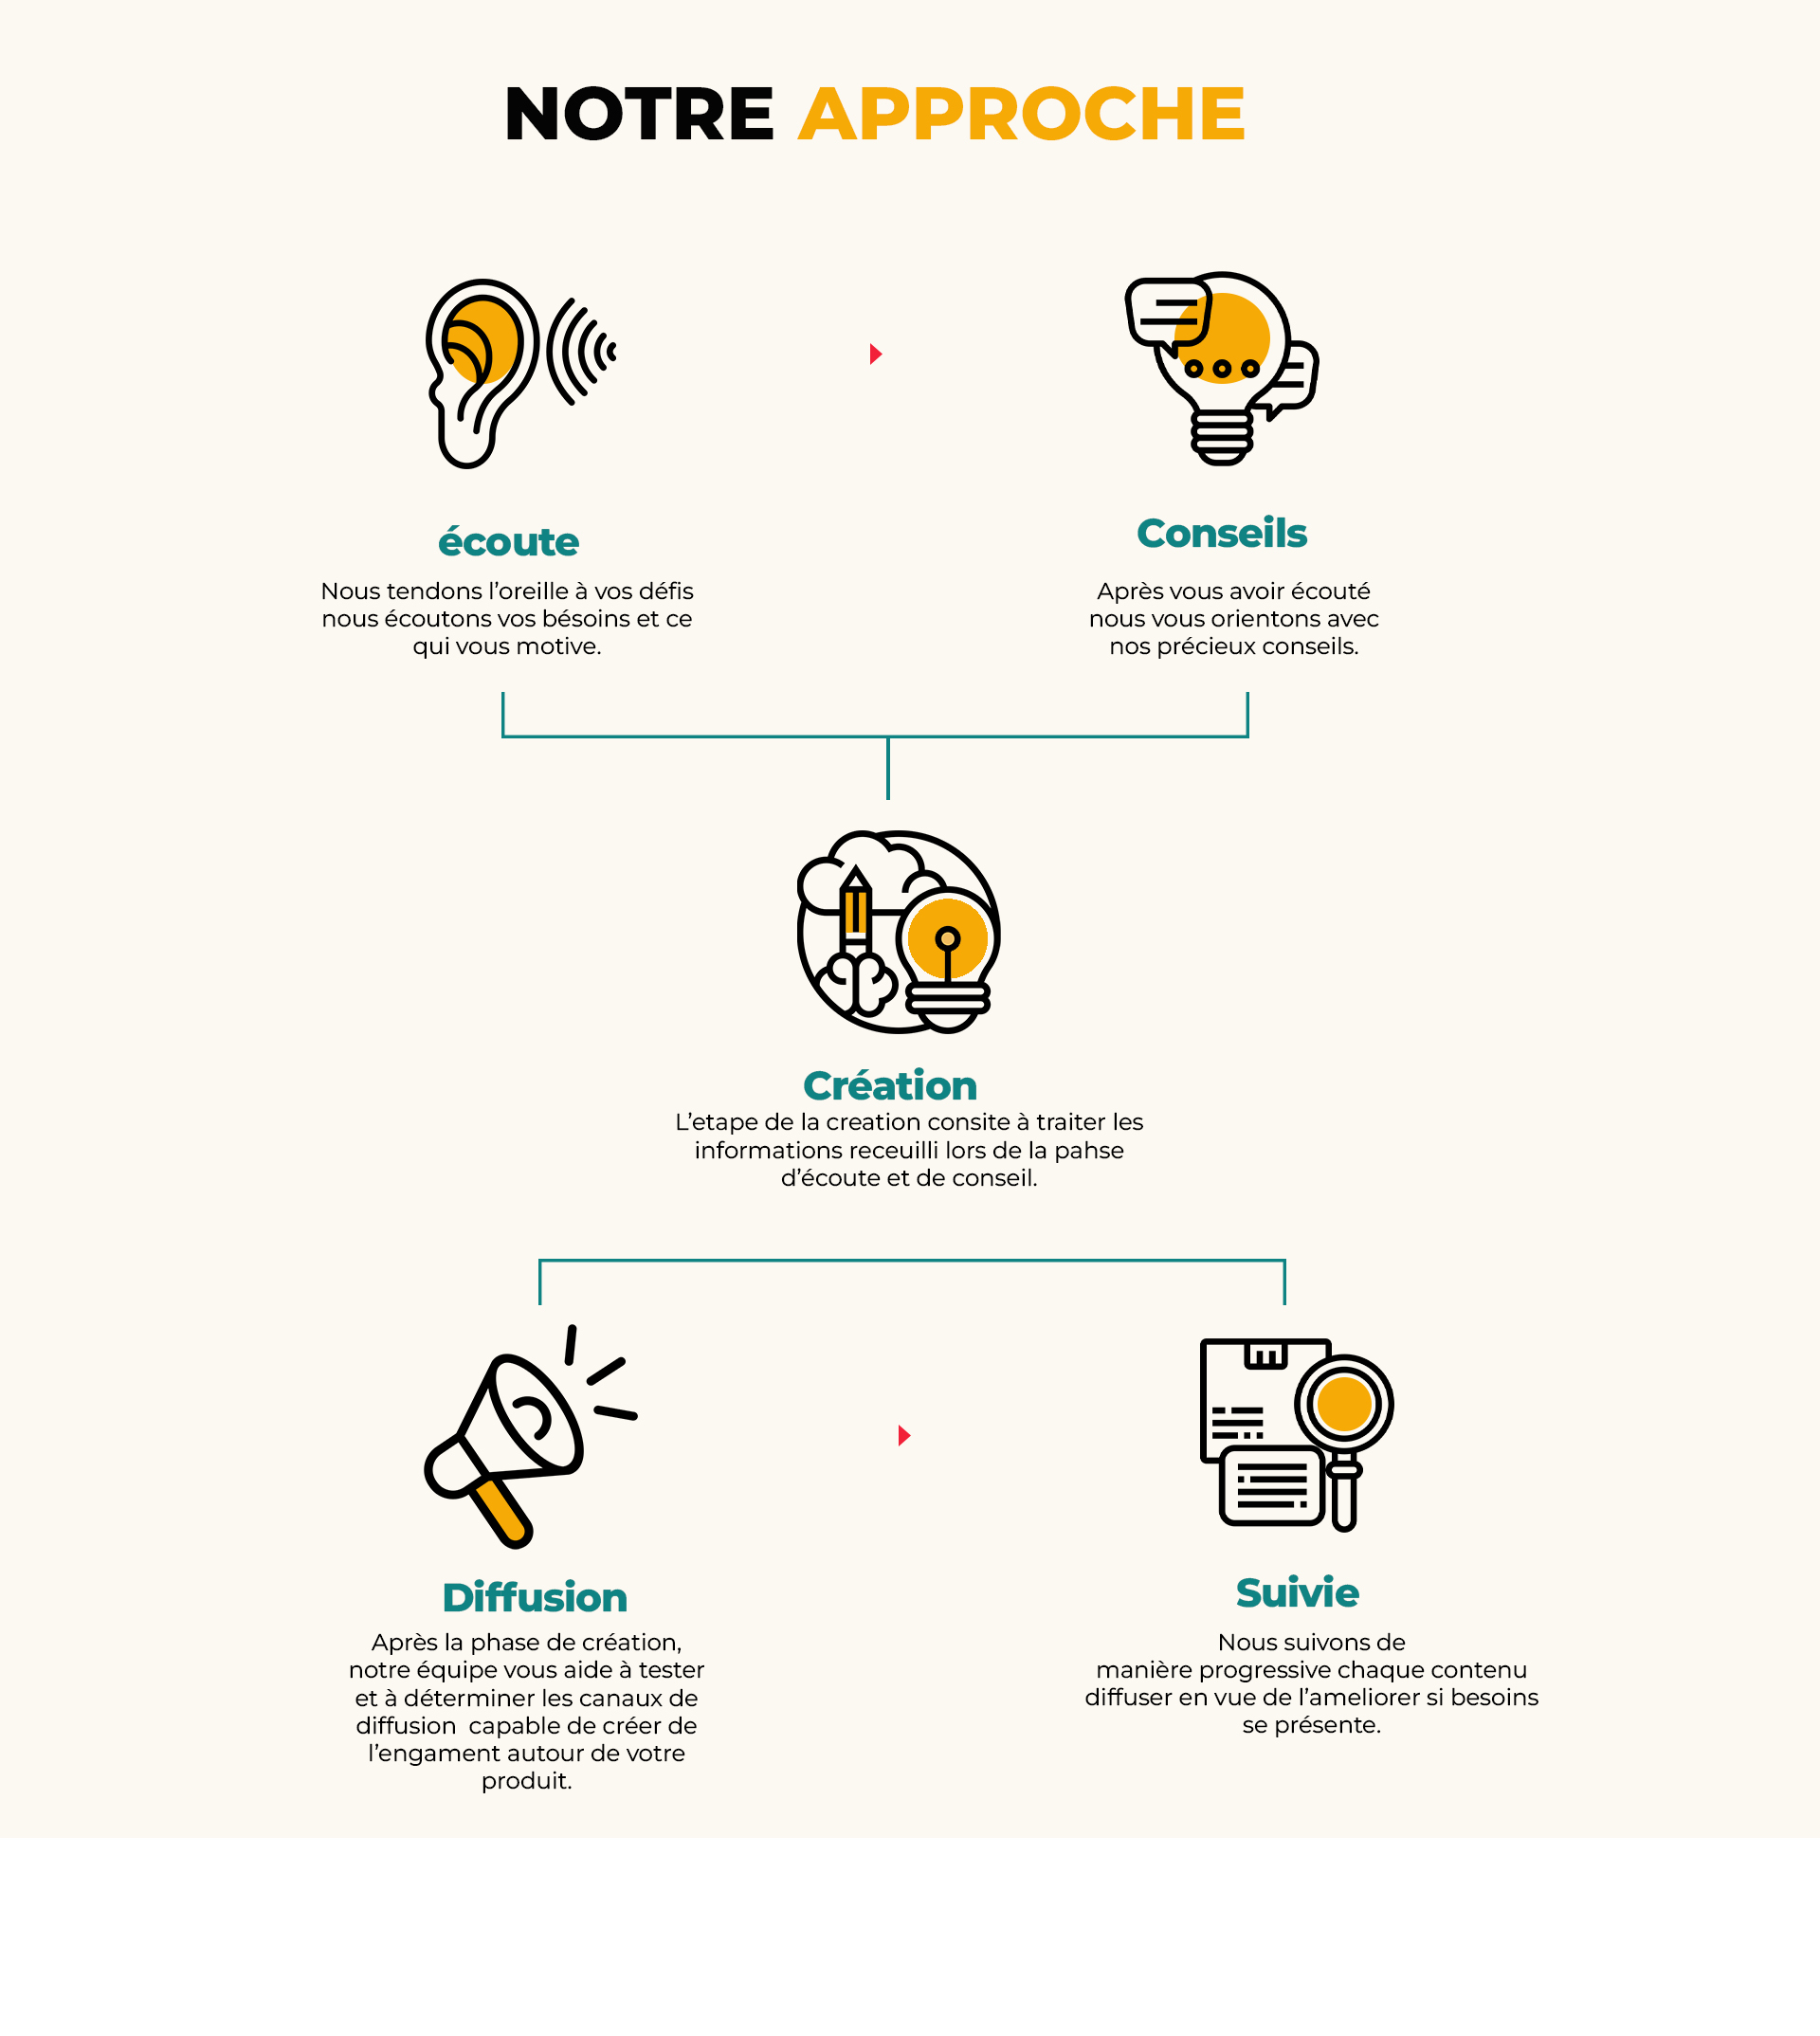 NOTRE APPROCHE
écoute
Nous tendons l’oreille à vos défis
nous écoutons vos bésoins et ce
qui vous motive.
Conseils
Après vous avoir écouté
nous vous orientons avec
nos précieux conseils.
Création
L’etape de la creation consite à traiter les
informations receuilli lors de la pahse
d’écoute et de conseil.
Diffusion
Après la phase de création,
notre équipe vous aide à tester
et à déterminer les canaux de
diffusion  capable de créer de
l’engament autour de votre
produit.
Suivie
Nous suivons de
manière progressive chaque contenu
diffuser en vue de l’ameliorer si besoins
se présente.